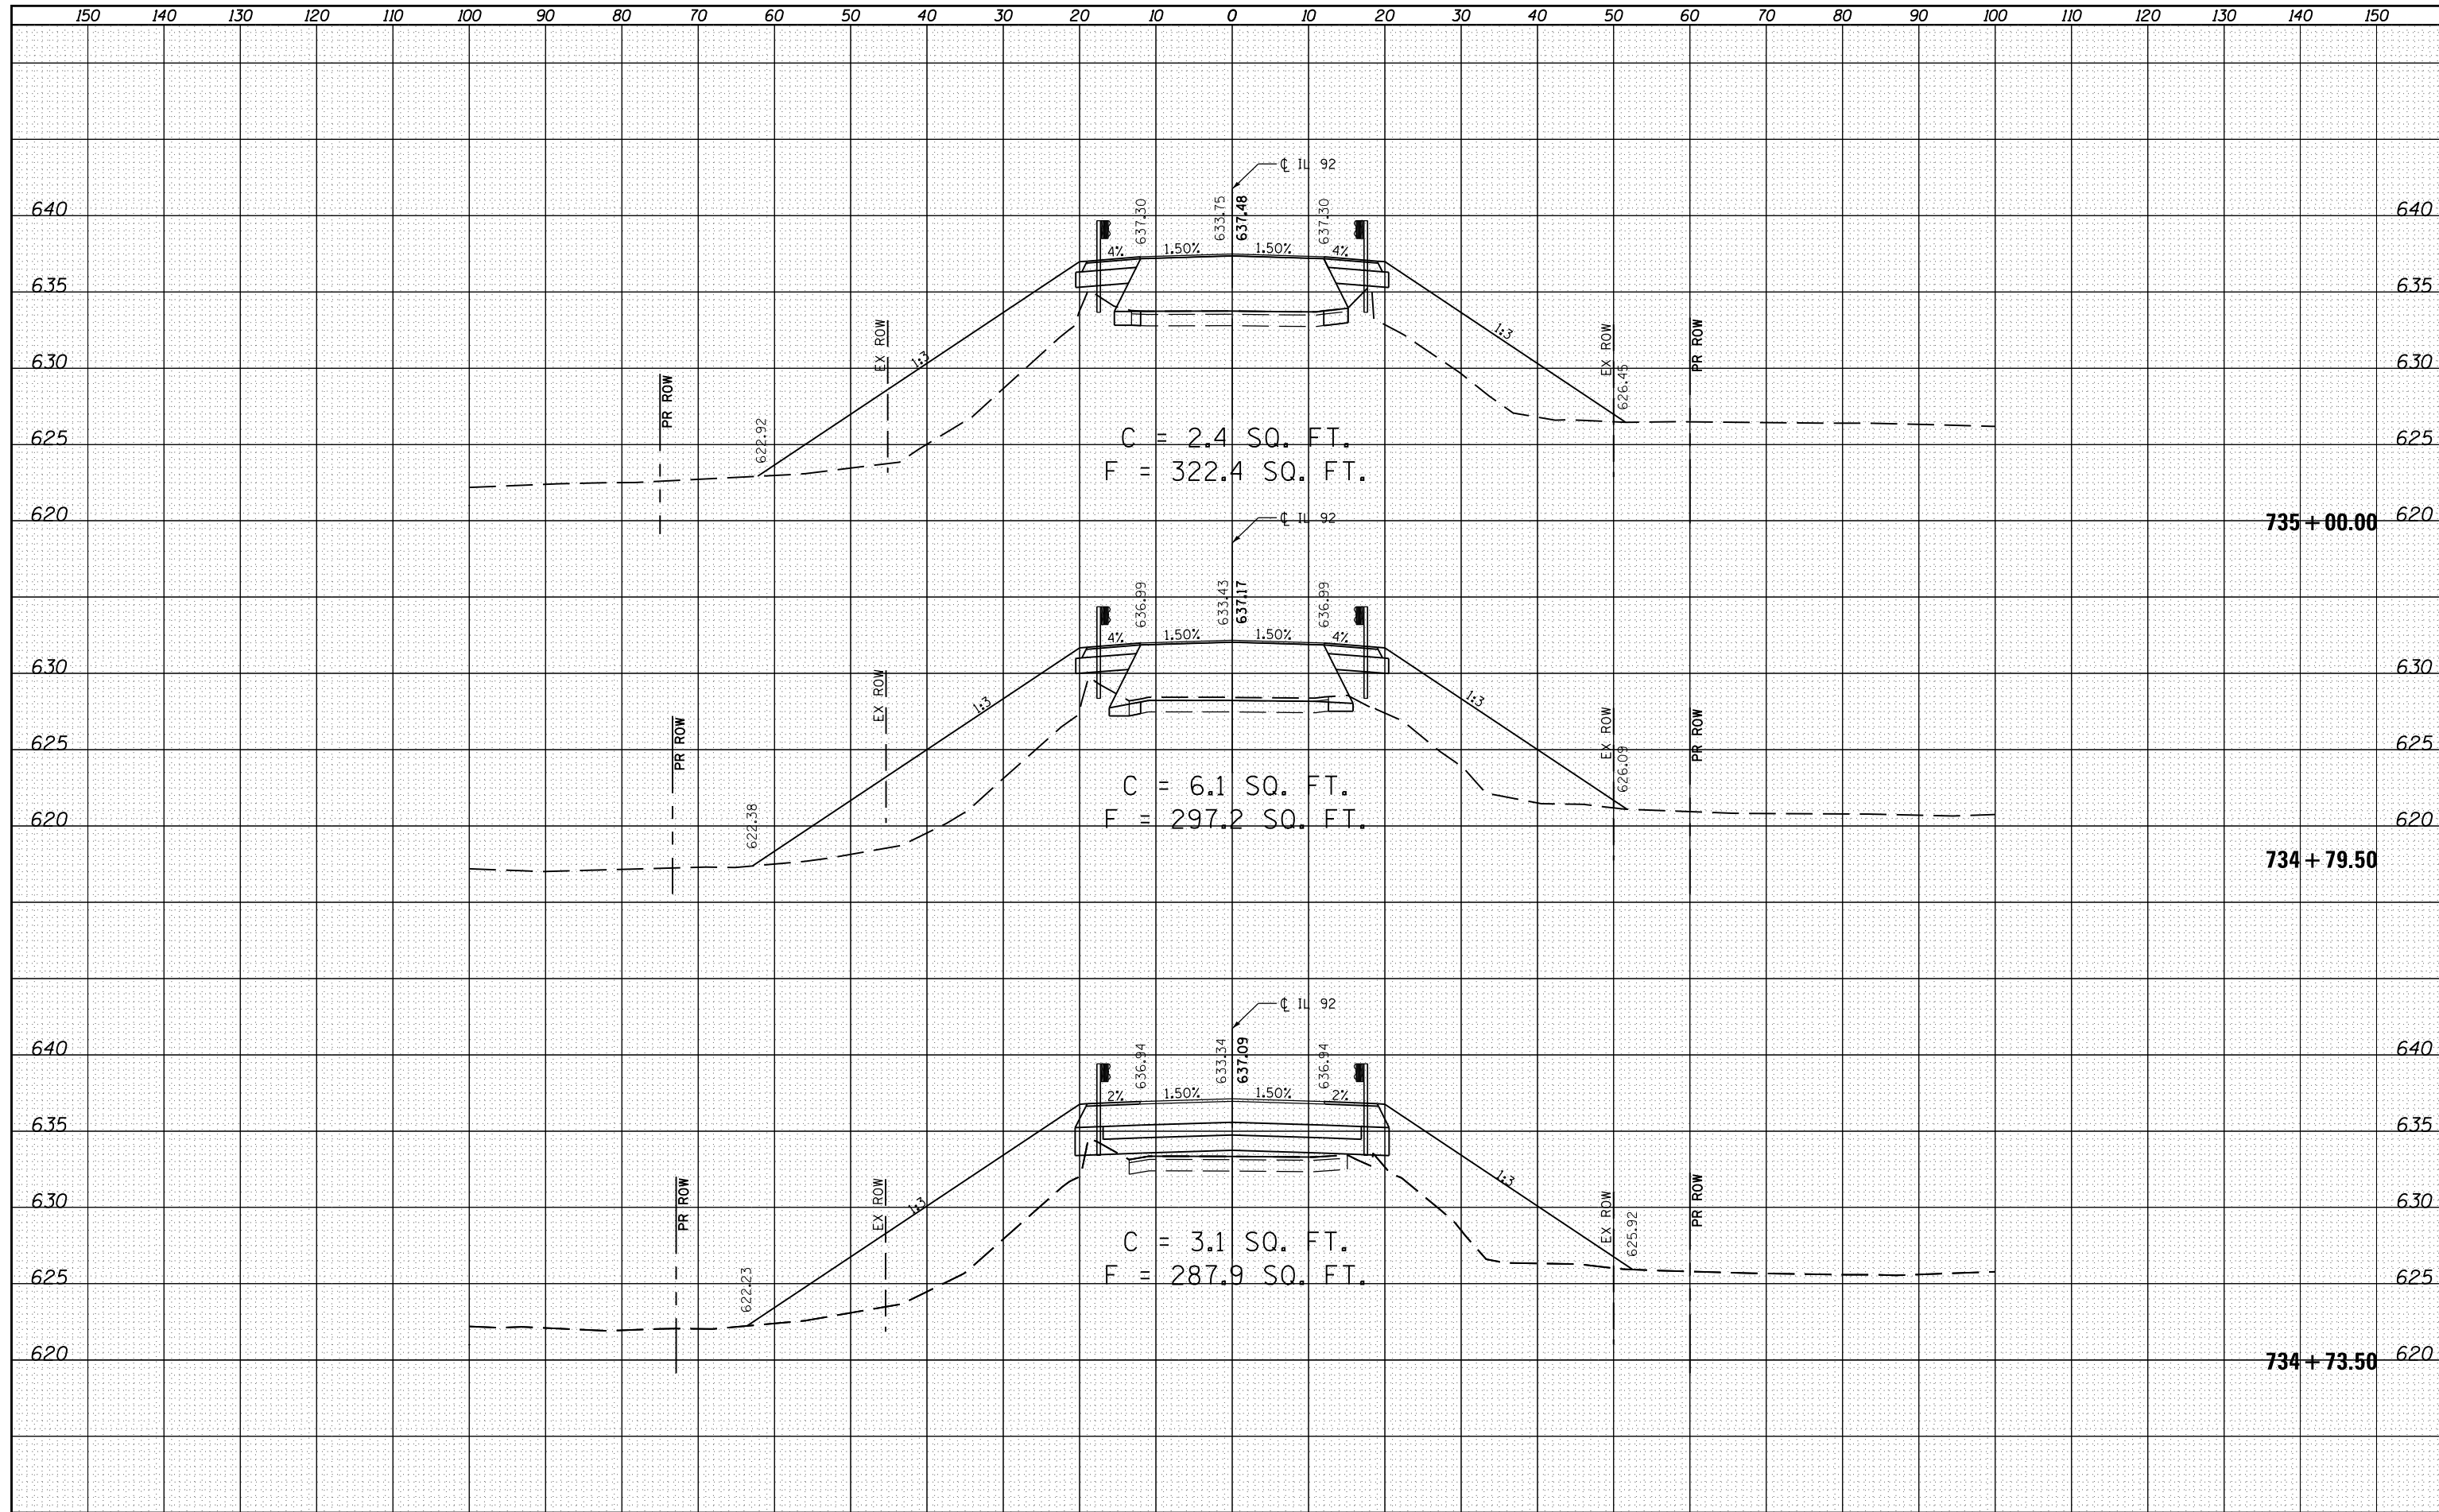 150 140 130 120 110 100 90 80 70 60 50 40 30 20 10 0 10 20 30 40 50 60 70 80 90 100 110 120 130 140 150
℄ IL 92
640 637.30 633.75 637.48 637.30 640
4% 1.50% 1.50% 4%
635 635
EX ROW 1:3 1:3 EX ROW PR ROW
630 630
PR ROW 622.92 626.45
625 625
C = 2.4 SQ. FT.
F = 322.4 SQ. FT.
620 735+00.00 620
℄ IL 92
636.99 633.43 637.17 636.99
4% 1.50% 1.50% 4%
630 630
EX ROW 1:3 1:3
PR ROW EX ROW PR ROW
625 625
622.38 626.09
C = 6.1 SQ. FT.
F = 297.2 SQ. FT.
620 620
734+79.50
℄ IL 92
640 640
636.94 633.34 637.09 636.94
2% 1.50% 1.50% 2%
635 635
PR ROW EX ROW 1:3 1:3 EX ROW PR ROW
630 630
622.23 625.92
C = 3.1 SQ. FT.
F = 287.9 SQ. FT.
625 625
620 734+73.50 620